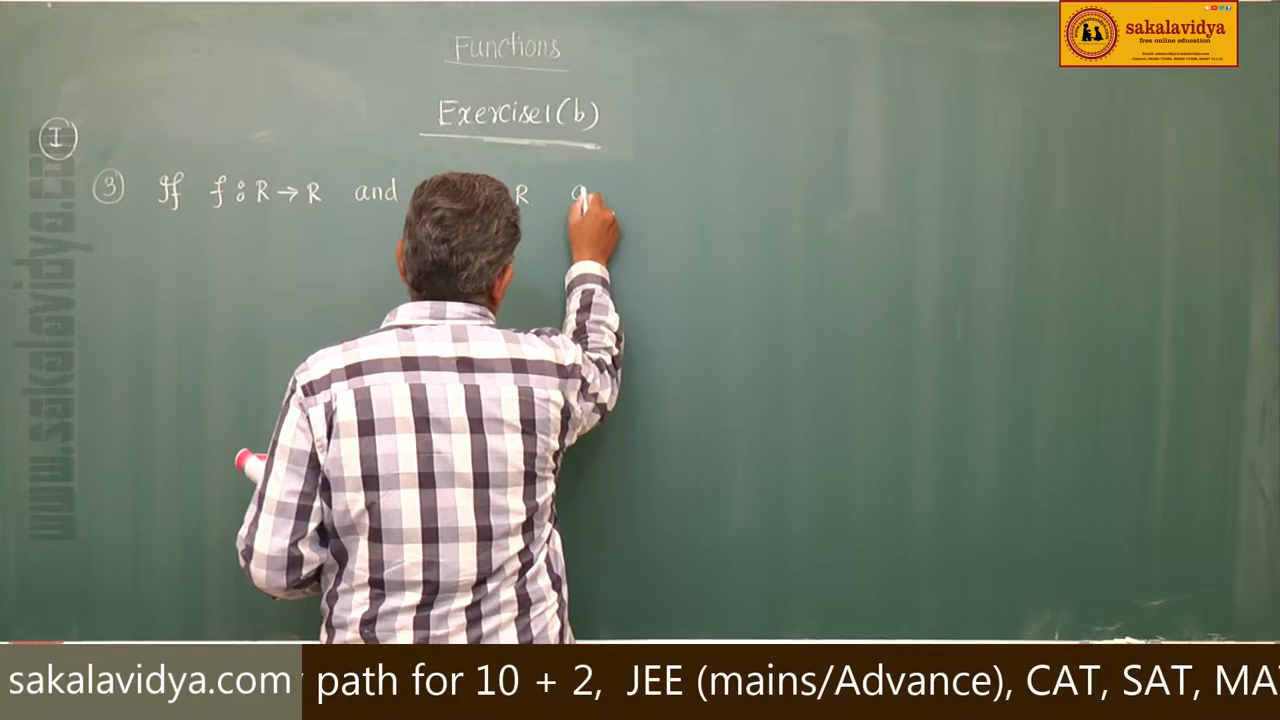 sakalavidya
free online education
Functions
Exercise1(b)
I
3 If f : R → R and R
www.sakalavidya.com
sakalavidya.com path for 10 + 2, JEE (mains/Advance), CAT, SAT, MA